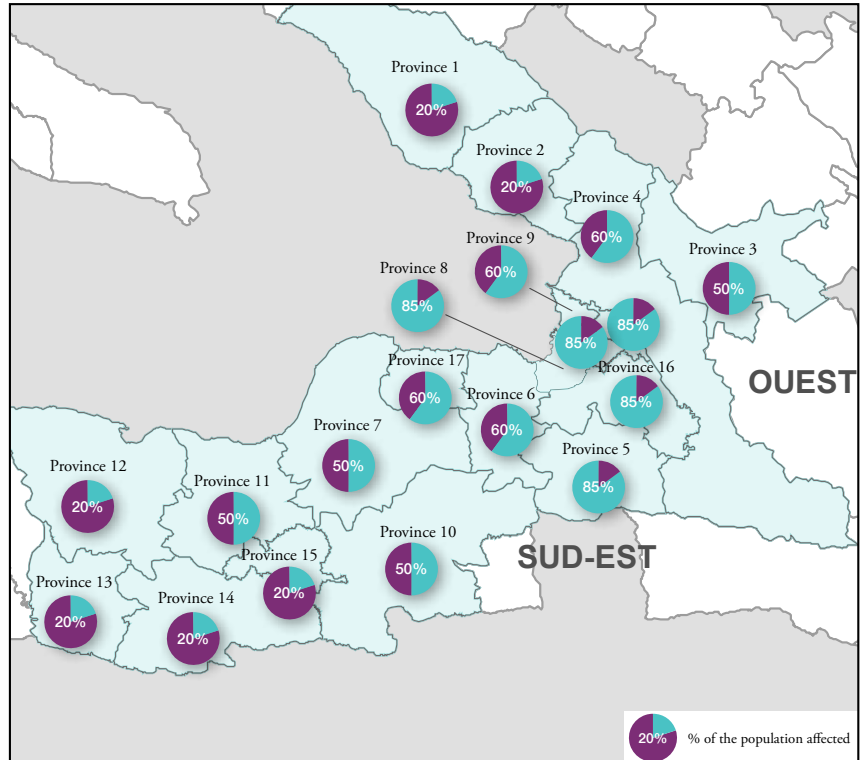 Province 1
20%
Province 2
20%
Province 4
60%
Province 9
60%
Province 3
50%
Province 8
85%
85%
85%
Province 17
60%
Province 16
85%
OUEST
Province 6
60%
Province 7
50%
Province 5
85%
Province 12
20%
Province 11
50%
Province 10
50%
SUD-EST
Province 15
20%
Province 13
20%
Province 14
20%
20%
% of the population affected